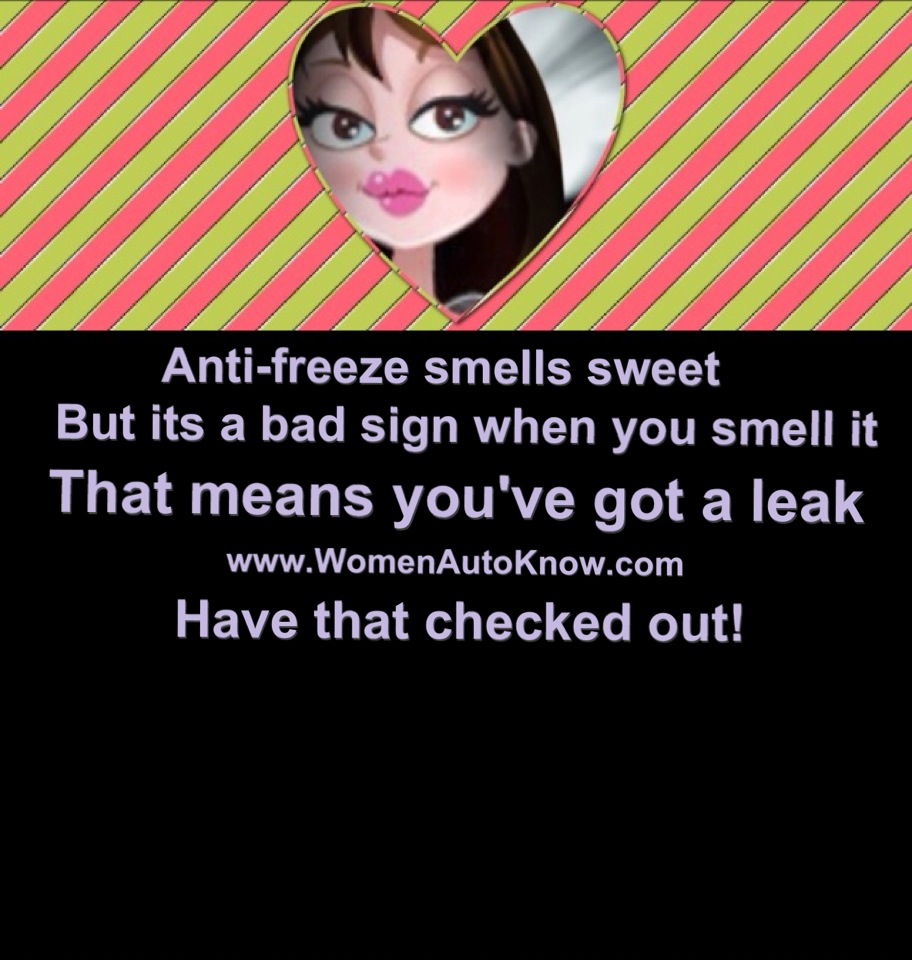 Anti-freeze smells sweet
But its a bad sign when you smell it
That means you've got a leak
www.WomenAutoKnow.com
Have that checked out!